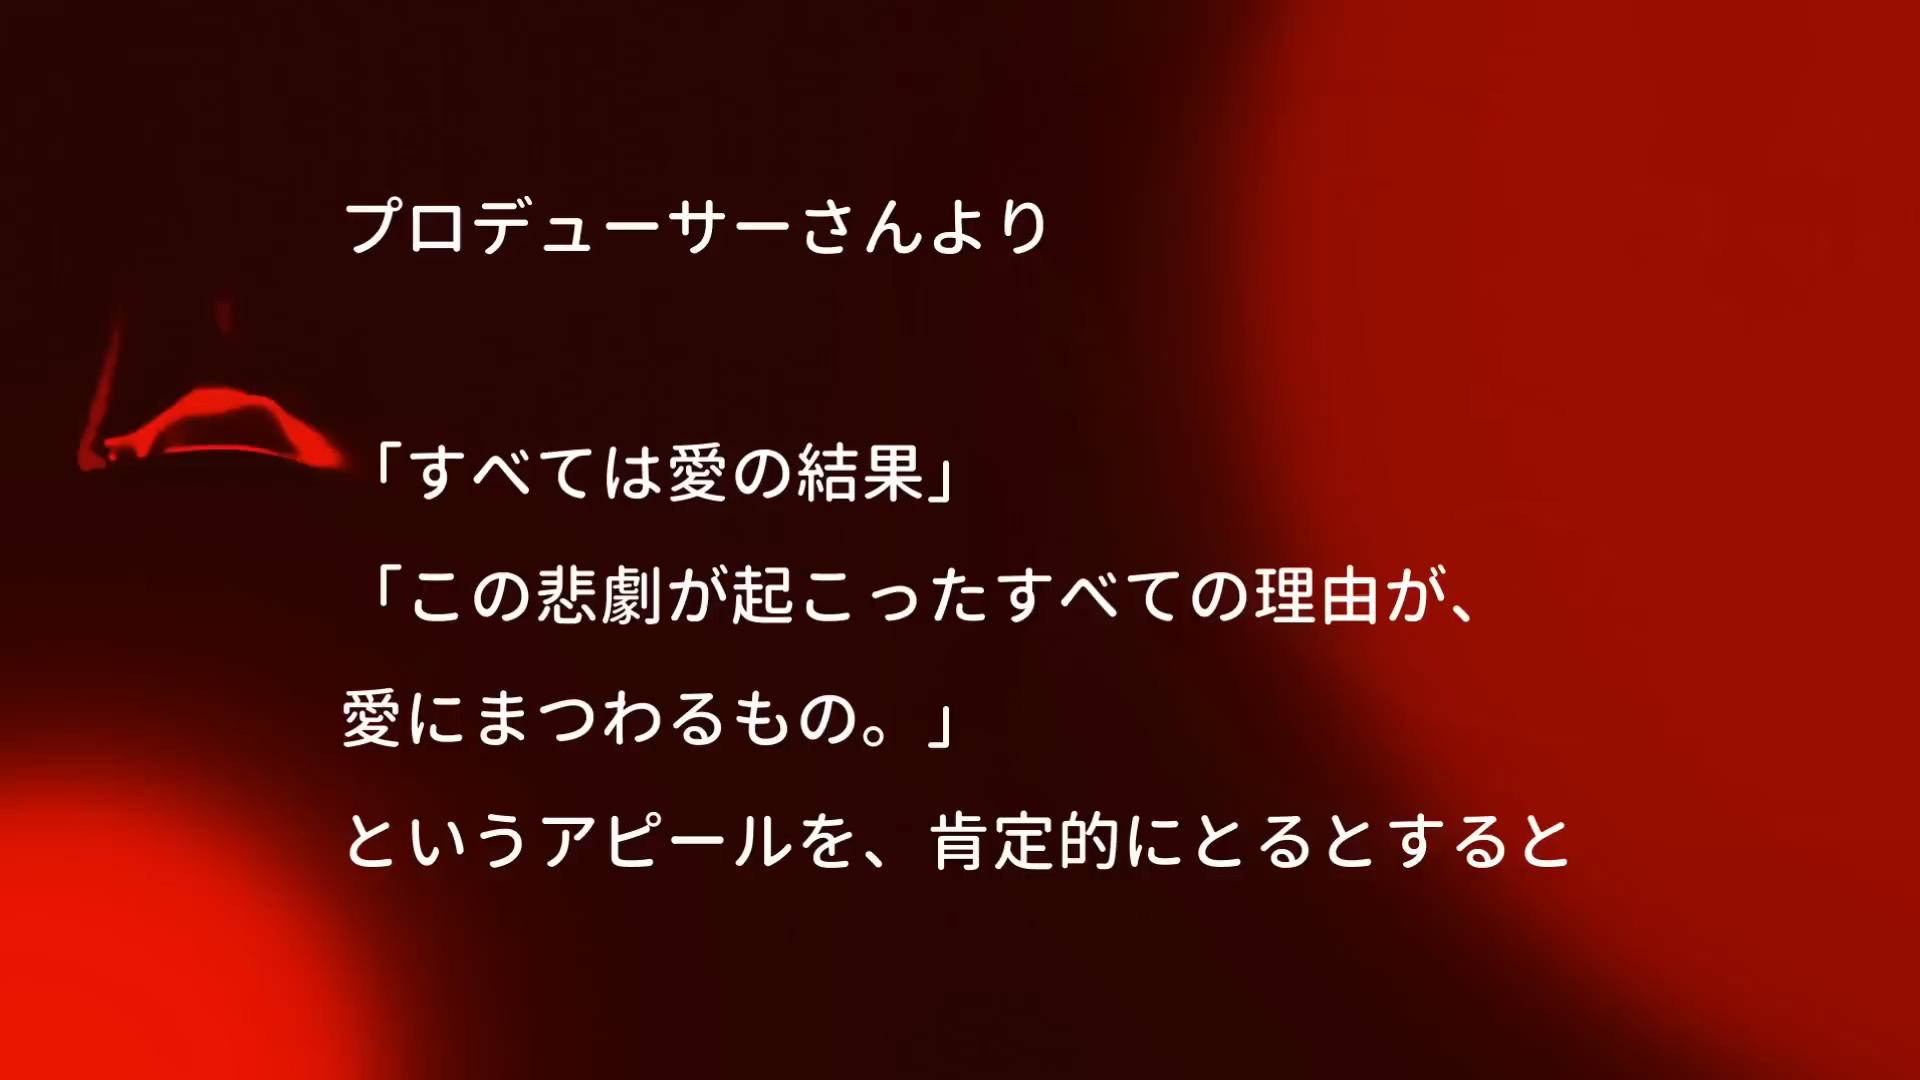 プロデューサーさんより
「すべては愛の結果」
「この悲劇が起こったすべての理由が、
愛にまつわるもの。」
というアピールを、肯定的にとるとすると